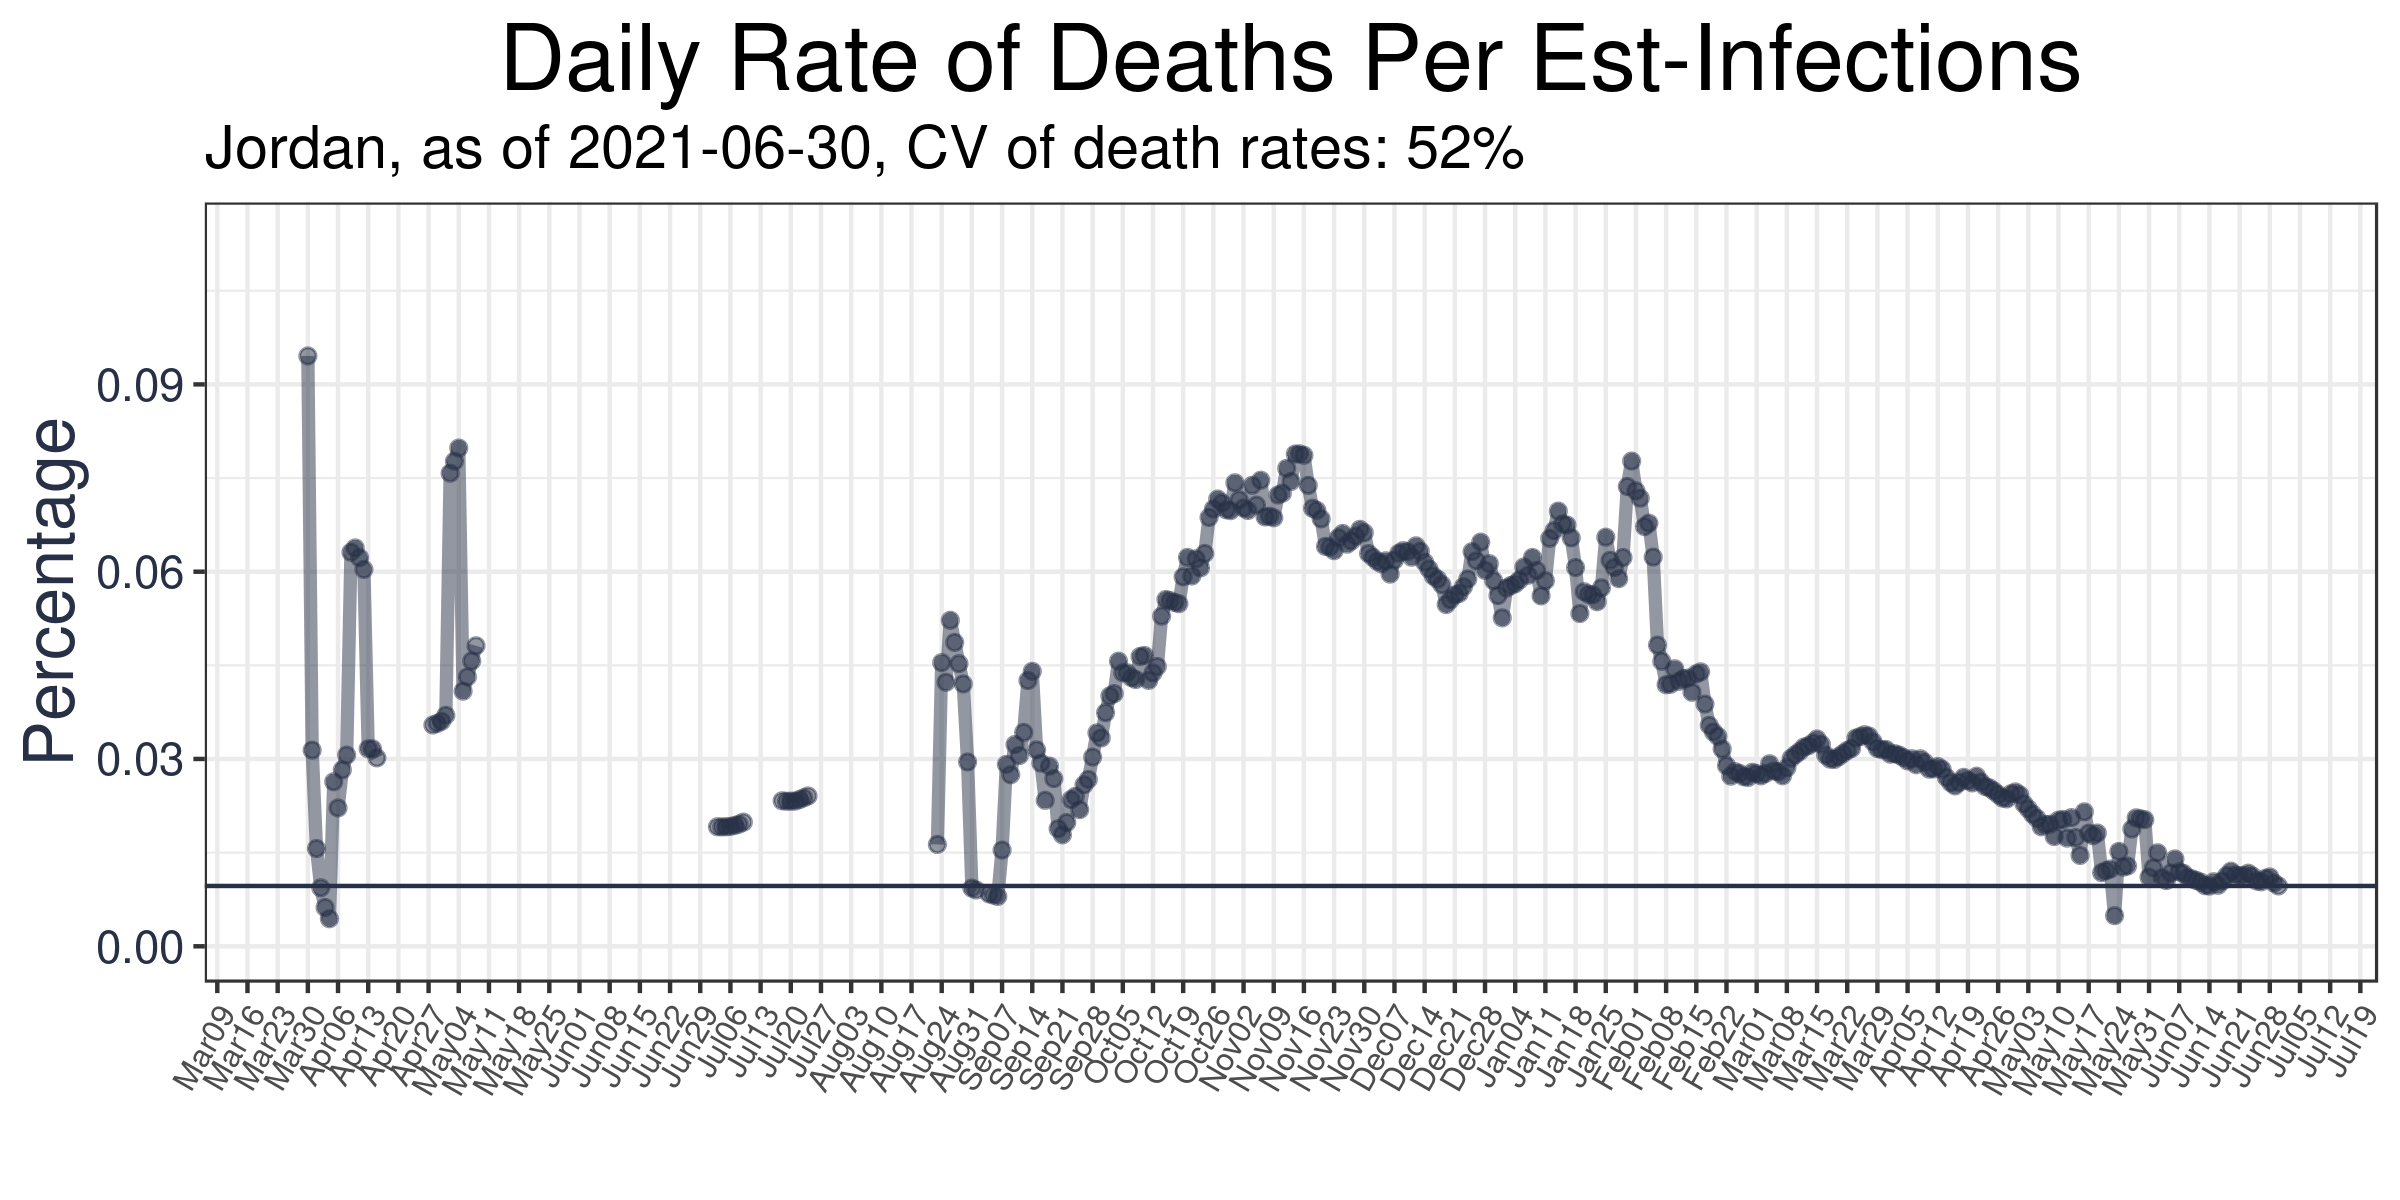 Daily Rate of Deaths Per Est-Infections
Jordan, as of 2021-06-30, CV of death rates: 52%
Percentage
0.09
0.06
0.03
0.00
Mar09
Mar16
Mar23
Mar30
Apr06
Apr13
Apr20
Apr27
May04
May11
May18
May25
Jun01
Jun08
Jun15
Jun22
Jun29
Jul06
Jul13
Jul20
Jul27
Aug03
Aug10
Aug17
Aug24
Aug31
Sep07
Sep14
Sep21
Sep28
Oct05
Oct12
Oct19
Oct26
Nov02
Nov09
Nov16
Nov23
Nov30
Dec07
Dec14
Dec21
Dec28
Jan04
Jan11
Jan18
Jan25
Feb01
Feb08
Feb15
Feb22
Mar01
Mar08
Mar15
Mar22
Mar29
Apr05
Apr12
Apr19
Apr26
May03
May10
May17
May24
May31
Jun07
Jun14
Jun21
Jun28
Jul05
Jul12
Jul19